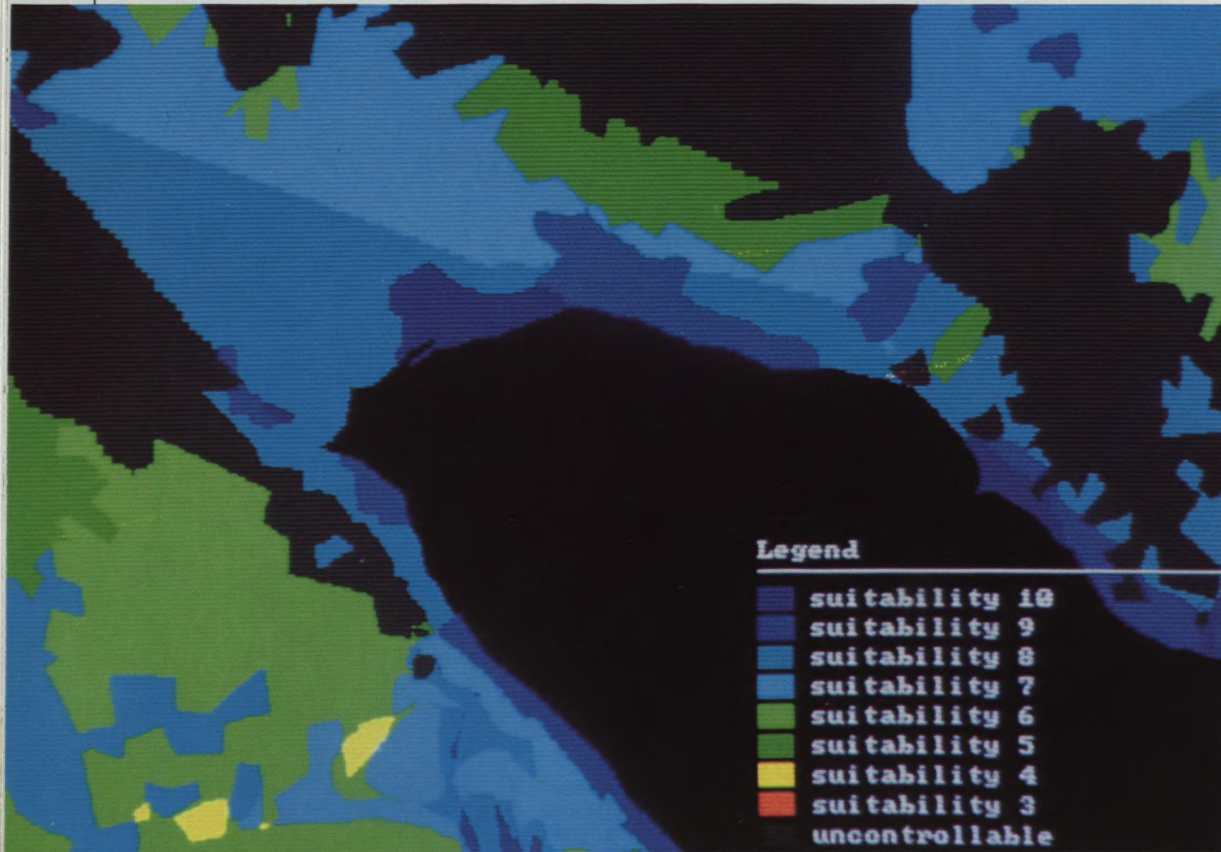 Legend
suitability 10
suitability 9
suitability 8
suitability 7
suitability 6
suitability 5
suitability 4
suitability 3
uncontrollable